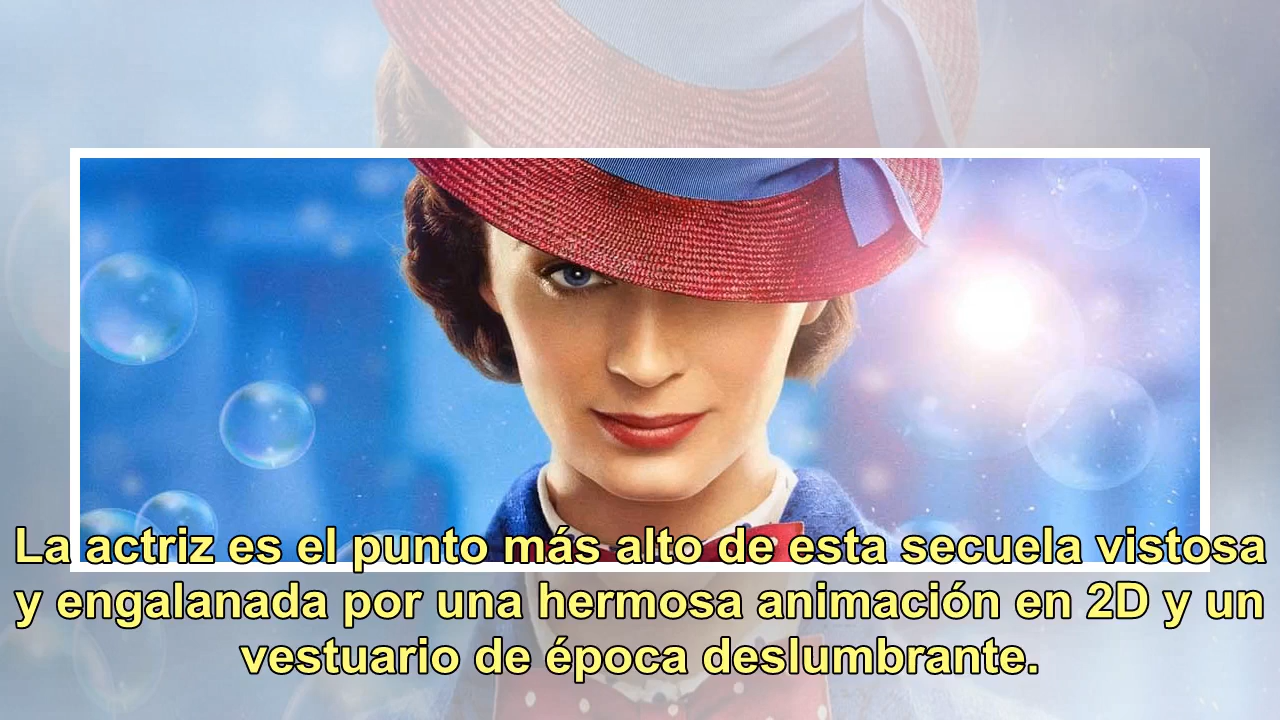 La actriz es el punto más alto de esta secuela vistosa
y engalanada por una hermosa animación en 2D y un
vestuario de época deslumbrante.